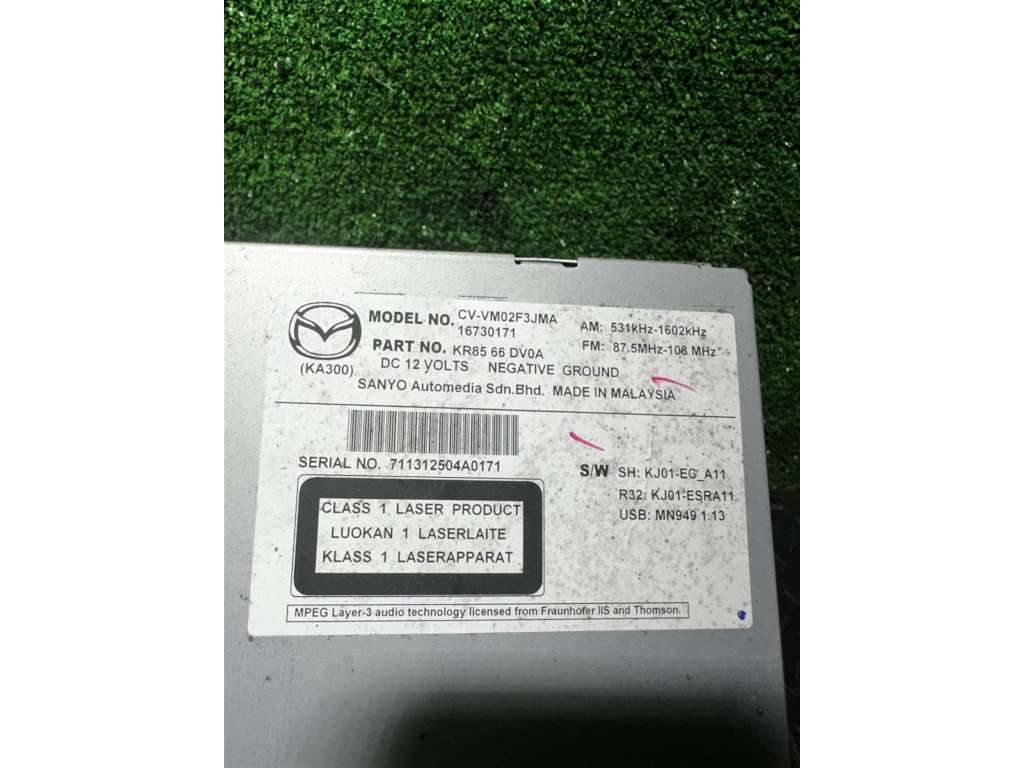 MODEL NO. CV-VM02F3JMA
16730171
AM: 531kHz-1602kHz
PART NO. KR85 66 DV0A
FM: 87.5MHz-108 MHz
(KA300)
DC 12 VOLTS NEGATIVE GROUND
SANYO Automedia Sdn.Bhd. MADE IN MALAYSIA
SERIAL NO. 711312504A0171
S/W SH: KJ01-EG_A11
R32: KJ01-ESRA11
USB: MN949 1.13
CLASS 1 LASER PRODUCT
LUOKAN 1 LASERLAITE
KLASS 1 LASERAPPARAT
MPEG Layer-3 audio technology licensed from Fraunhofer IIS and Thomson.